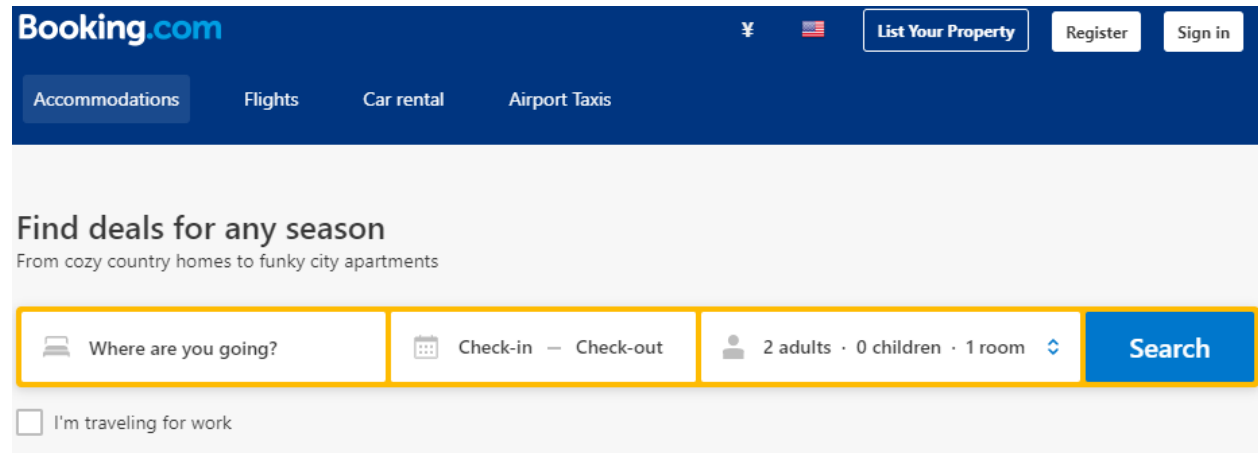 Booking.com ¥ List Your Property Register Sign in
Accommodations Flights Car rental Airport Taxis
Find deals for any season
From cozy country homes to funky city apartments
Where are you going? Check-in — Check-out 2 adults · 0 children · 1 room Search
I'm traveling for work